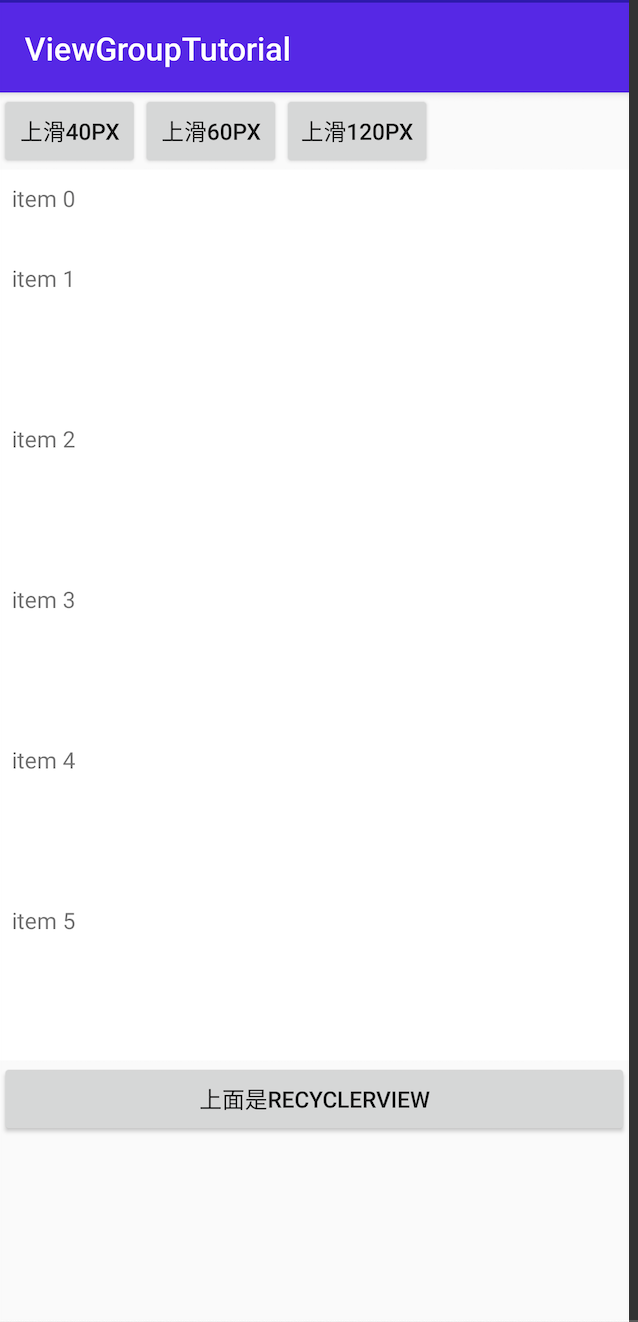 ViewGroupTutorial
上滑40PX 上滑60PX 上滑120PX
item 0
item 1
item 2
item 3
item 4
item 5
上面是RECYCLERVIEW